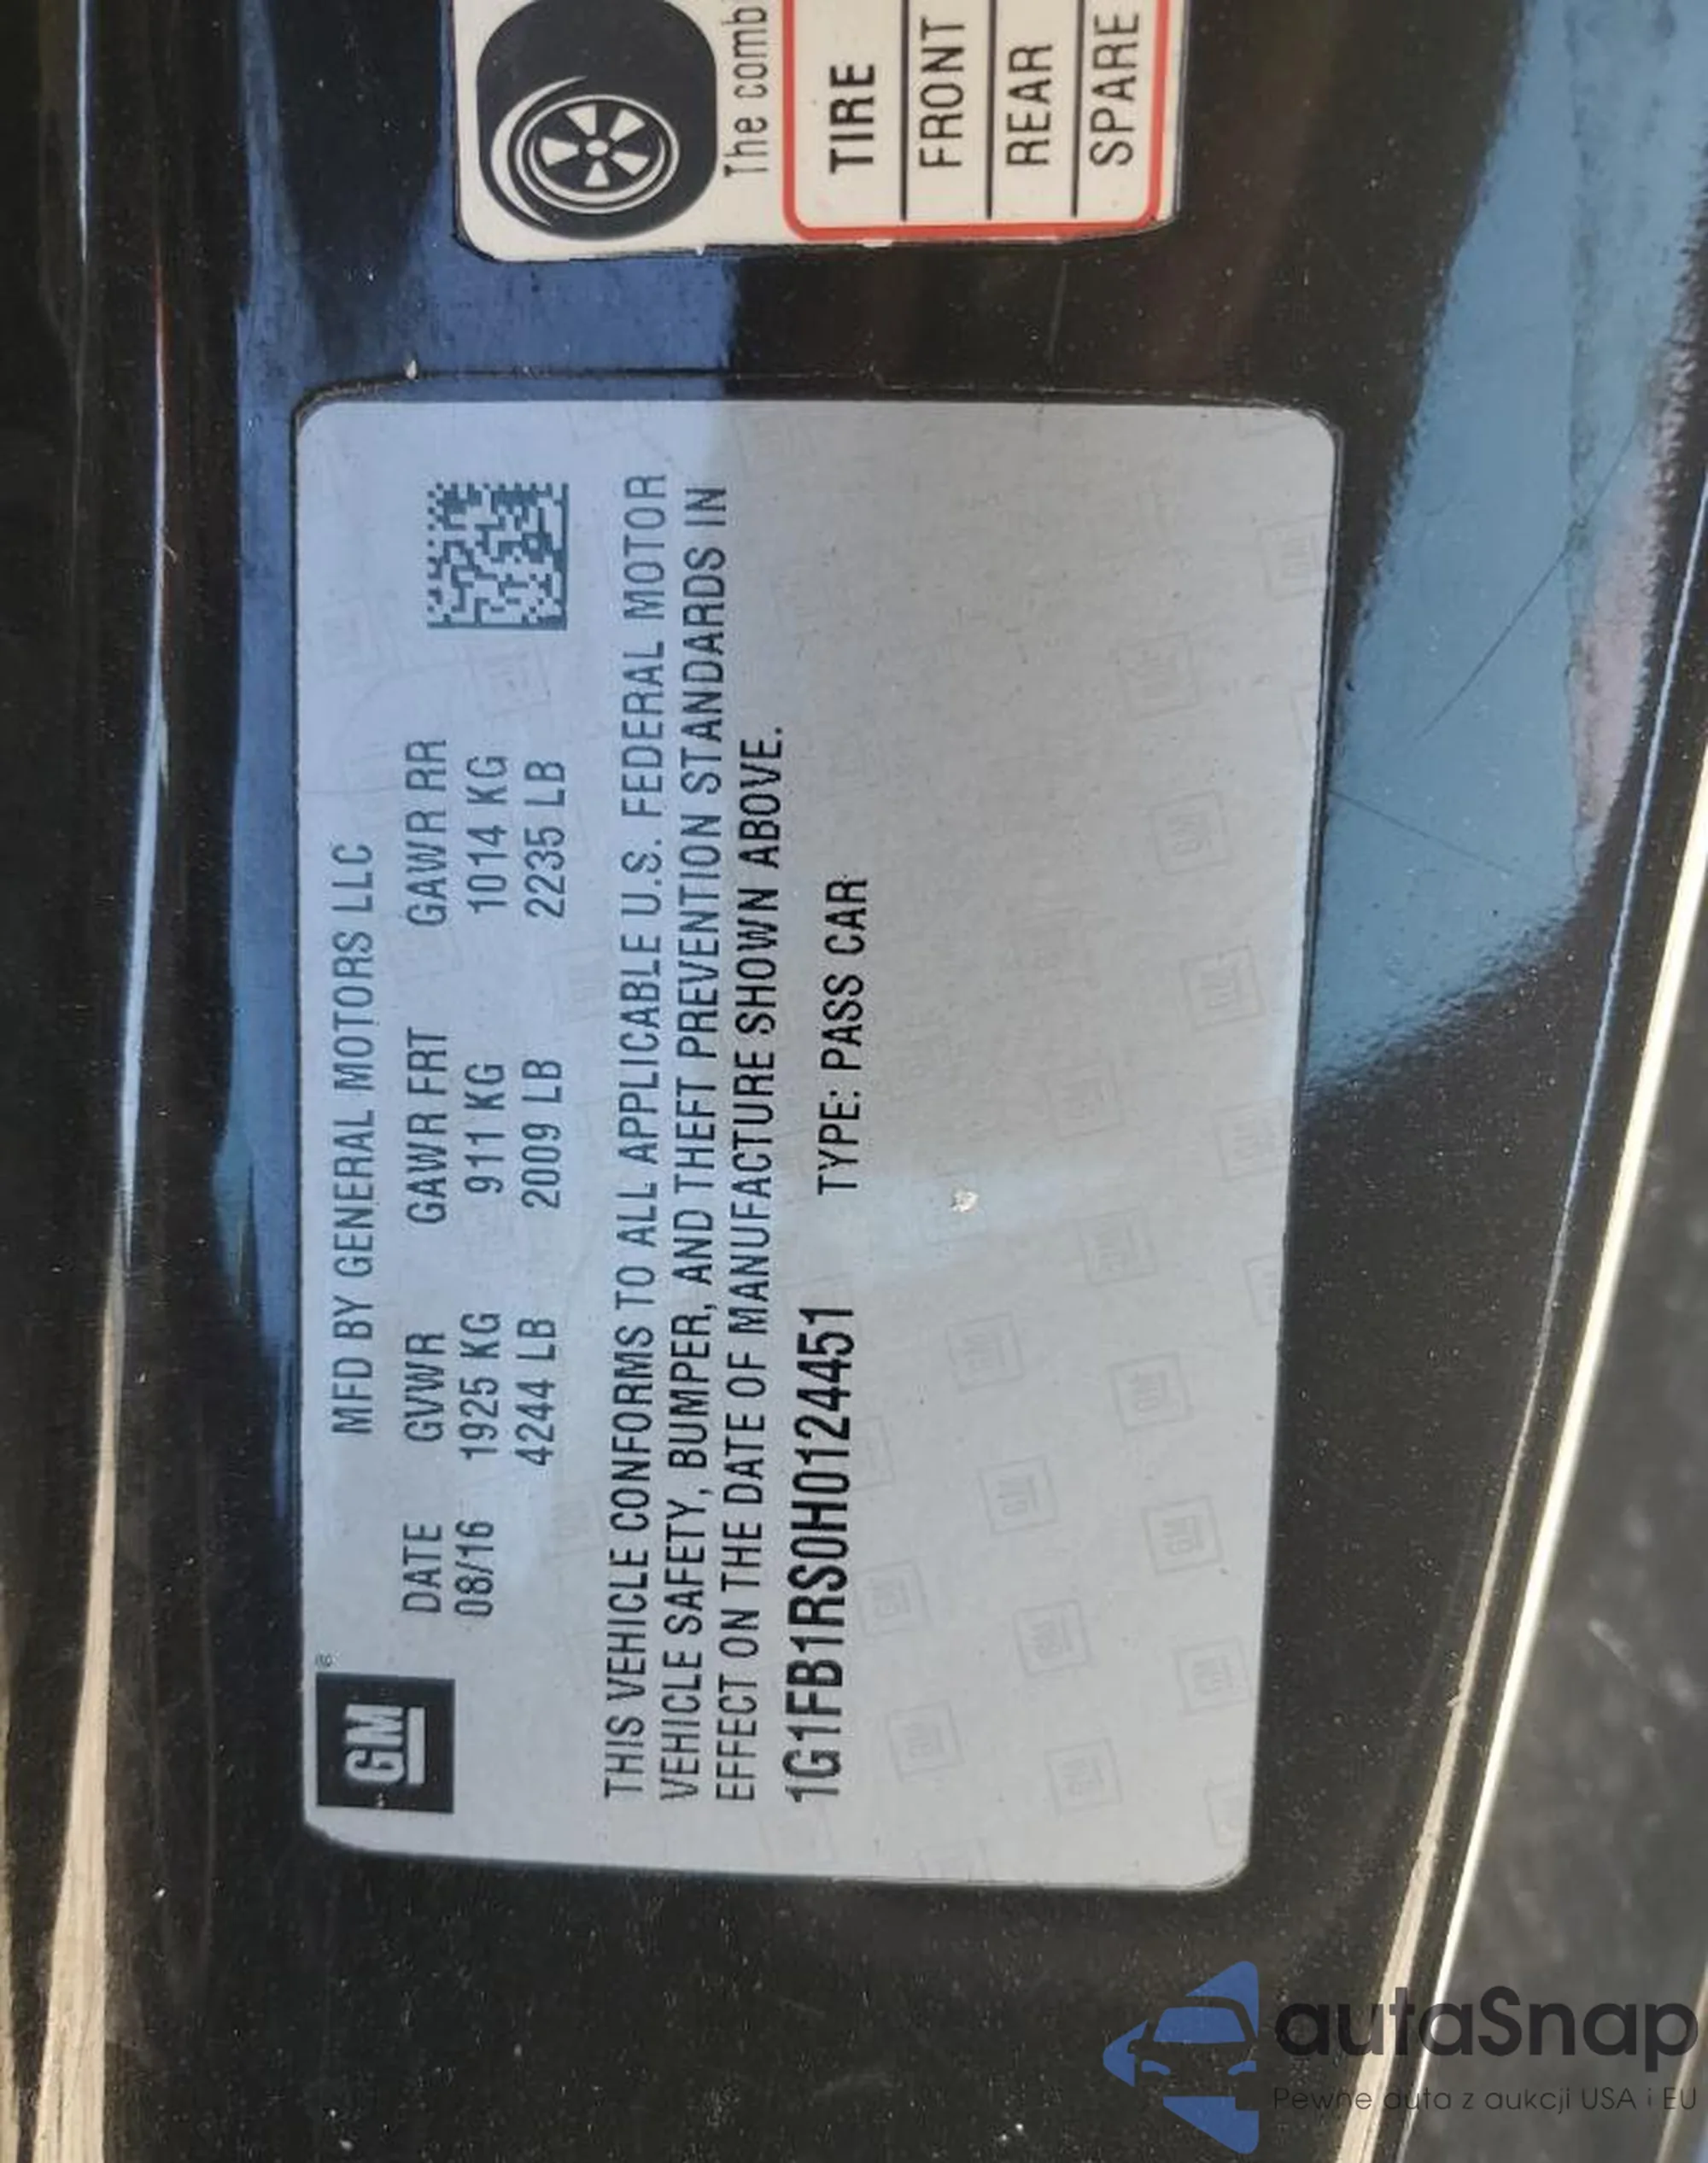 GM®
MFD BY GENERAL MOTORS LLC
DATE GVWR GAWR FRT GAWR RR
08/16 1925 KG 911 KG 1014 KG
4244 LB 2009 LB 2235 LB
THIS VEHICLE CONFORMS TO ALL APPLICABLE U.S. FEDERAL MOTOR
VEHICLE SAFETY, BUMPER, AND THEFT PREVENTION STANDARDS IN
EFFECT ON THE DATE OF MANUFACTURE SHOWN ABOVE.
1G1FB1RS0H0124451 TYPE: PASS CAR
The comb
TIRE
FRONT
REAR
SPARE
autaSnap
Pewne auta z aukcji USA i EU